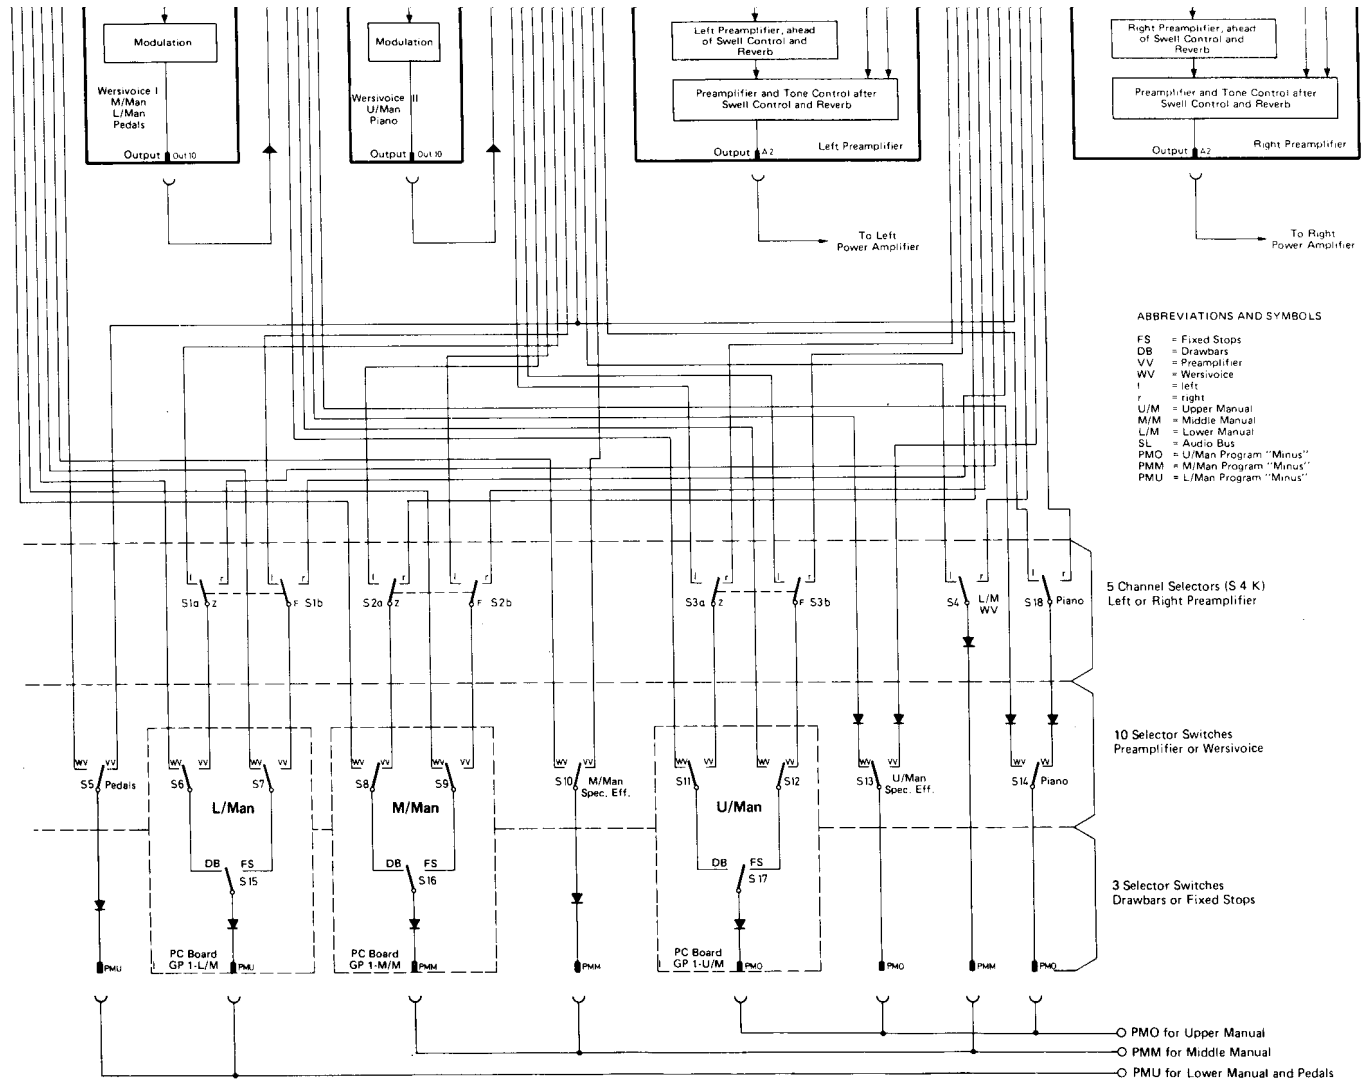 Modulation
Wersivoice I
M/Man
L/Man
Pedals
Output Out 10
Modulation
Wersivoice II
U/Man
Piano
Output Out 10
Left Preamplifier, ahead
of Swell Control and
Reverb
Preamplifier and Tone Control after
Swell Control and Reverb
Output A2
Left Preamplifier
Right Preamplifier, ahead
of Swell Control and
Reverb
Preamplifier and Tone Control after
Swell Control and Reverb
Output A2
Right Preamplifier
To Left
Power Amplifier
To Right
Power Amplifier
ABBREVIATIONS AND SYMBOLS
FS = Fixed Stops
DB = Drawbars
VV = Preamplifier
WV = Wersivoice
l = left
r = right
U/M = Upper Manual
M/M = Middle Manual
L/M = Lower Manual
SL = Audio Bus
PMO = U/Man Program "Minus"
PMM = M/Man Program "Minus"
PMU = L/Man Program "Minus"
l r l r l r l r l r l r l r l r
S1a Z F S1b S2a Z F S2b S3a Z F S3b S4 L/M S18 Piano
WV
5 Channel Selectors (S 4 K)
Left or Right Preamplifier
10 Selector Switches
Preamplifier or Wersivoice
WV VV WV VV WV VV WV VV WV VV WV VV WV VV WV VV WV VV WV VV
S5 Pedals S6 S7 S8 S9 S10 M/Man
Spec. Eff.
S11 S12 S13 U/Man
Spec. Eff.
S14 Piano
L/Man M/Man U/Man
DB FS DB FS DB FS
S15 S16 S17
3 Selector Switches
Drawbars or Fixed Stops
PC Board
GP 1-L/M
PC Board
GP 1-M/M
PC Board
GP 1-U/M
PMU PMU PMM PMM PMO PMO PMM PMO
PMO for Upper Manual
PMM for Middle Manual
PMU for Lower Manual and Pedals